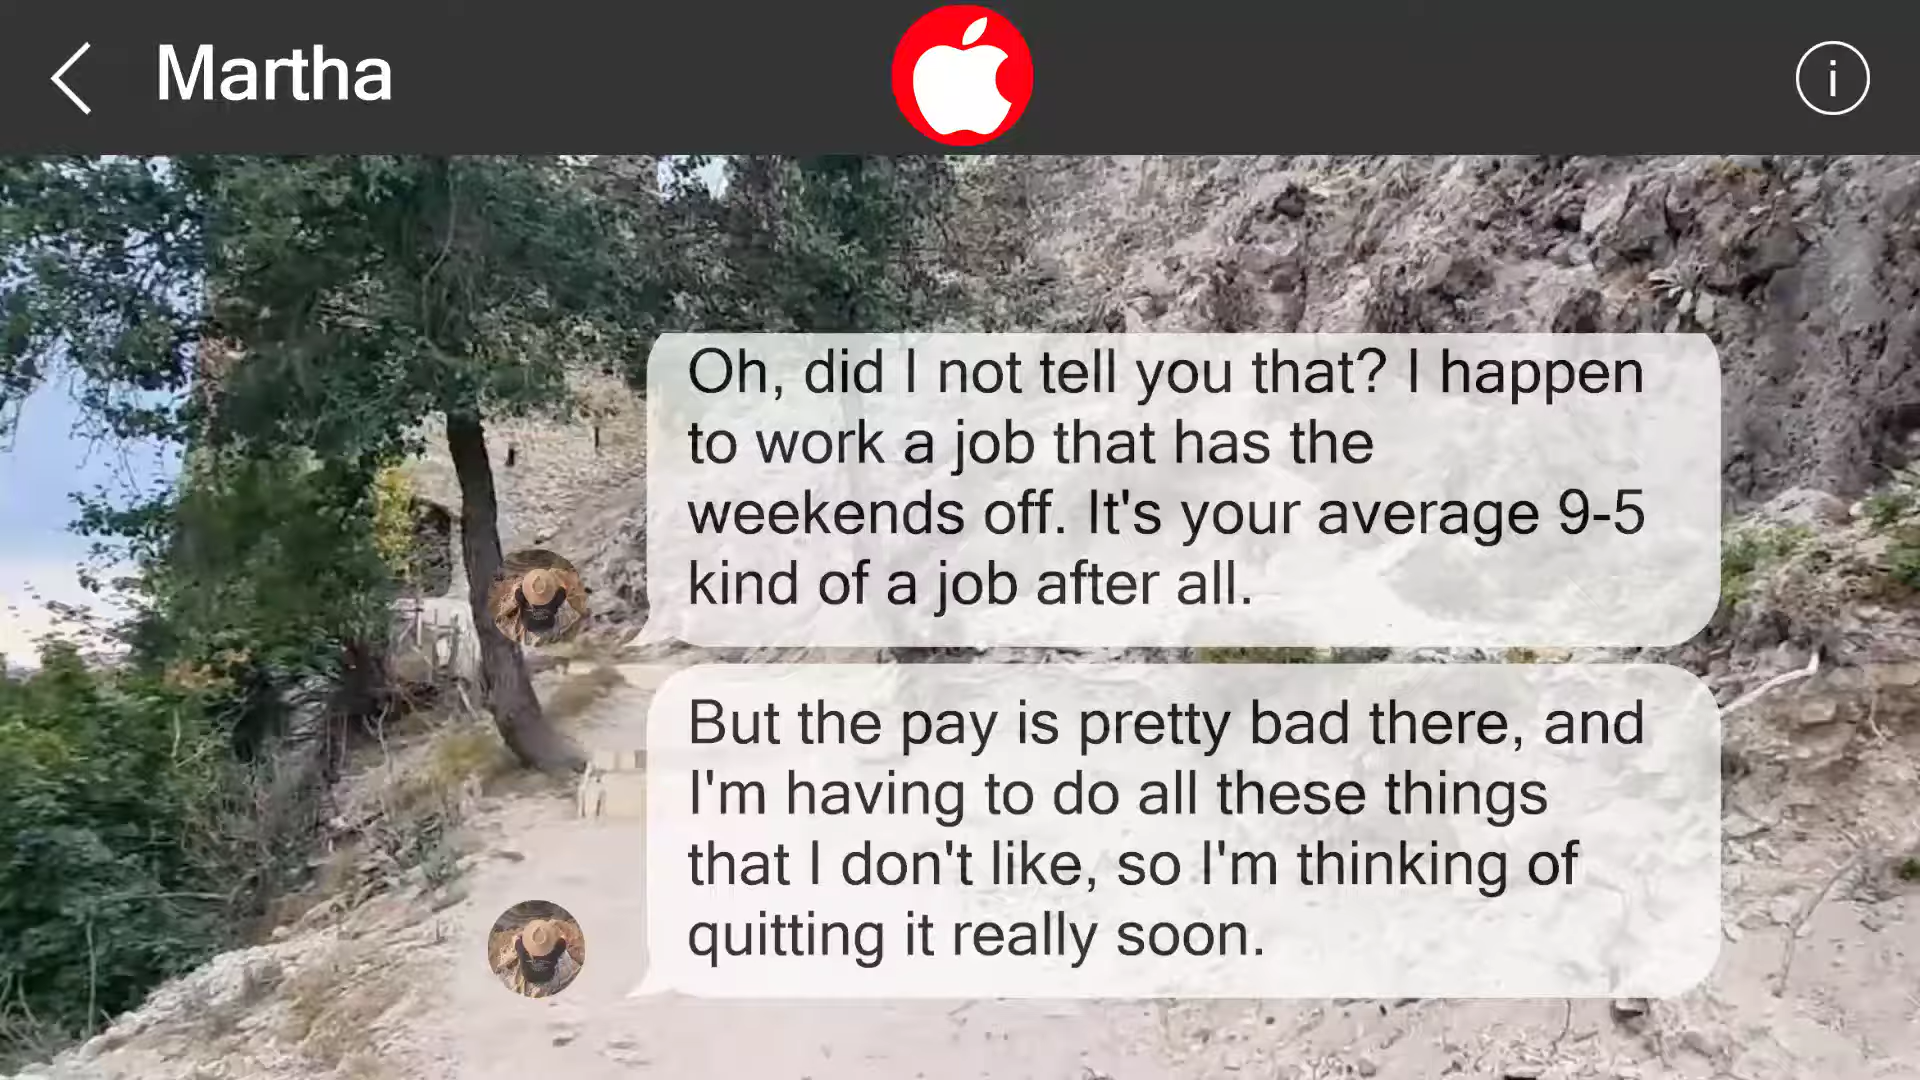 Martha
i
Oh, did I not tell you that? I happen
to work a job that has the
weekends off. It's your average 9-5
kind of a job after all.
But the pay is pretty bad there, and
I'm having to do all these things
that I don't like, so I'm thinking of
quitting it really soon.